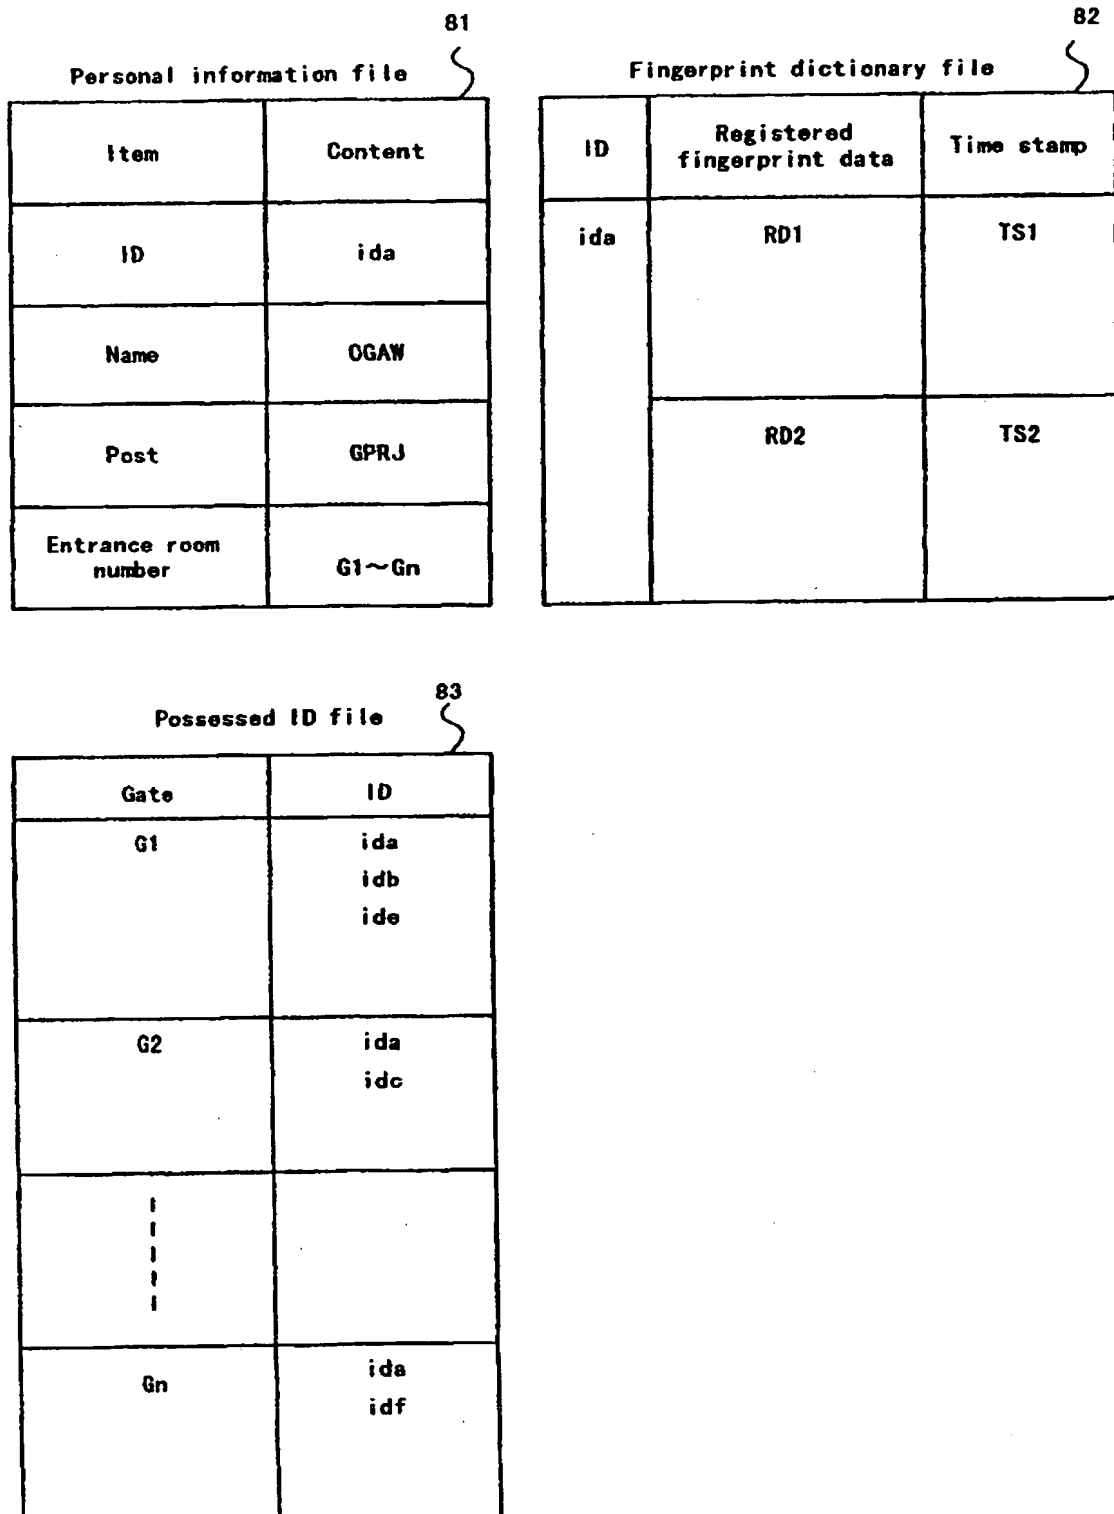 81
Personal information file
Item Content
ID ida
Name OGAW
Post GPRJ
Entrance room
number G1~Gn
82
Fingerprint dictionary file
ID Registered
fingerprint data Time stamp
ida RD1 TS1
RD2 TS2
83
Possessed ID file
Gate ID
G1 ida
idb
ide
G2 ida
idc
Gn ida
idf